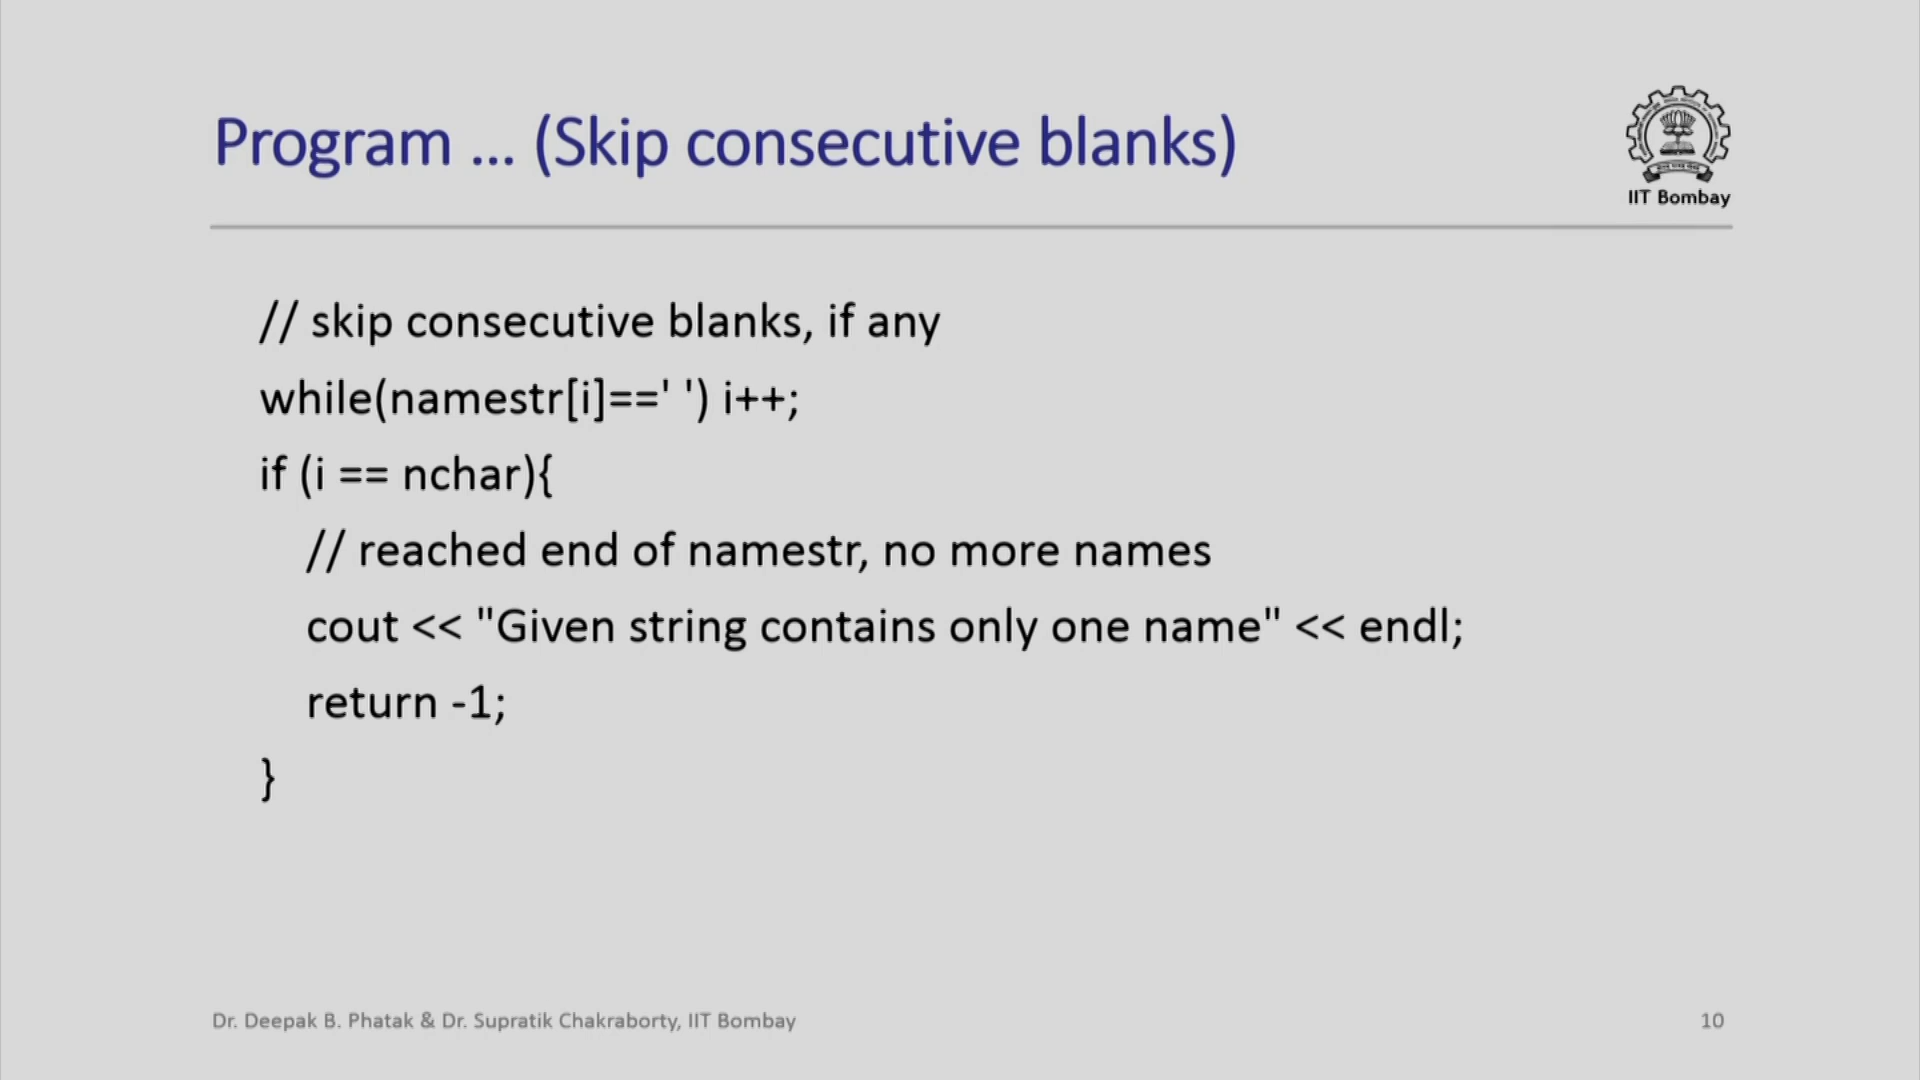 Program ... (Skip consecutive blanks)
IIT Bombay
// skip consecutive blanks, if any
while(namestr[i]==' ') i++;
if (i == nchar){
// reached end of namestr, no more names
cout << "Given string contains only one name" << endl;
return -1;
}
Dr. Deepak B. Phatak & Dr. Supratik Chakraborty, IIT Bombay
10